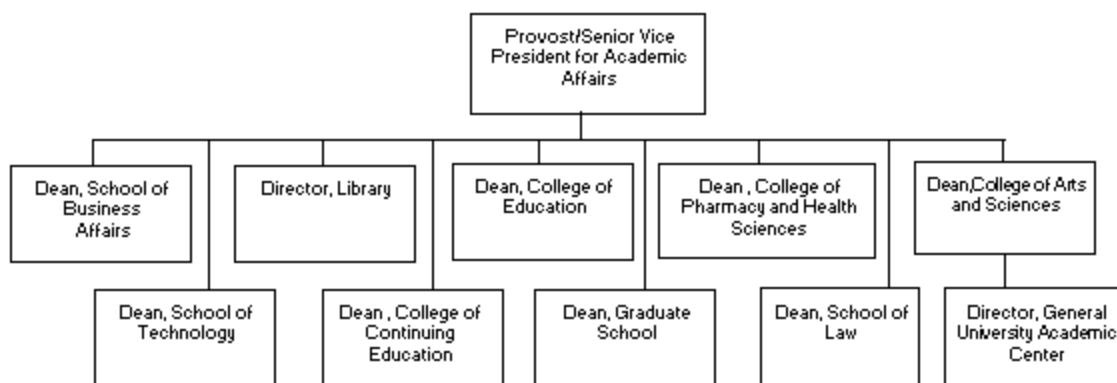 Provost/Senior Vice
President for Academic
Affairs
Dean, School of
Business
Affairs
Director, Library
Dean, College of
Education
Dean , College of
Pharmacy and Health
Sciences
Dean,College of Arts
and Sciences
Dean, School of
Technology
Dean , College of
Continuing
Education
Dean, Graduate
School
Dean, School of
Law
Director, General
University Academic
Center